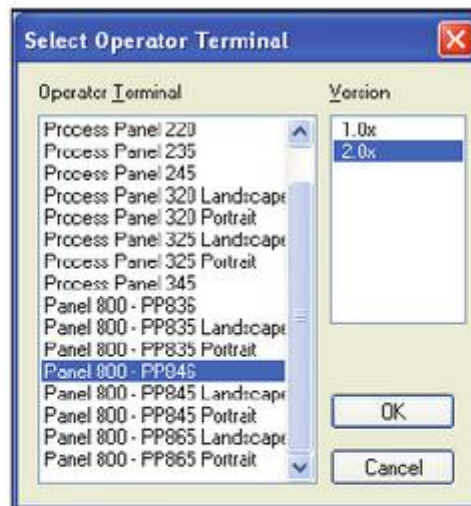 Select Operator Terminal
Operator Terminal
Version
Process Panel 220
Process Panel 235
Process Panel 245
Process Panel 320 Landscape
Process Panel 320 Portrait
Process Panel 325 Landscape
Process Panel 325 Portrait
Process Panel 345
Panel 800 - PP836
Panel 800 - PP835 Landscape
Panel 800 - PP835 Portrait
Panel 800 - PP846
Panel 800 - PP845 Landscape
Panel 800 - PP845 Portrait
Panel 800 - PP865 Landscape
Panel 800 - PP865 Portrait
1.0x
2.0x
OK
Cancel